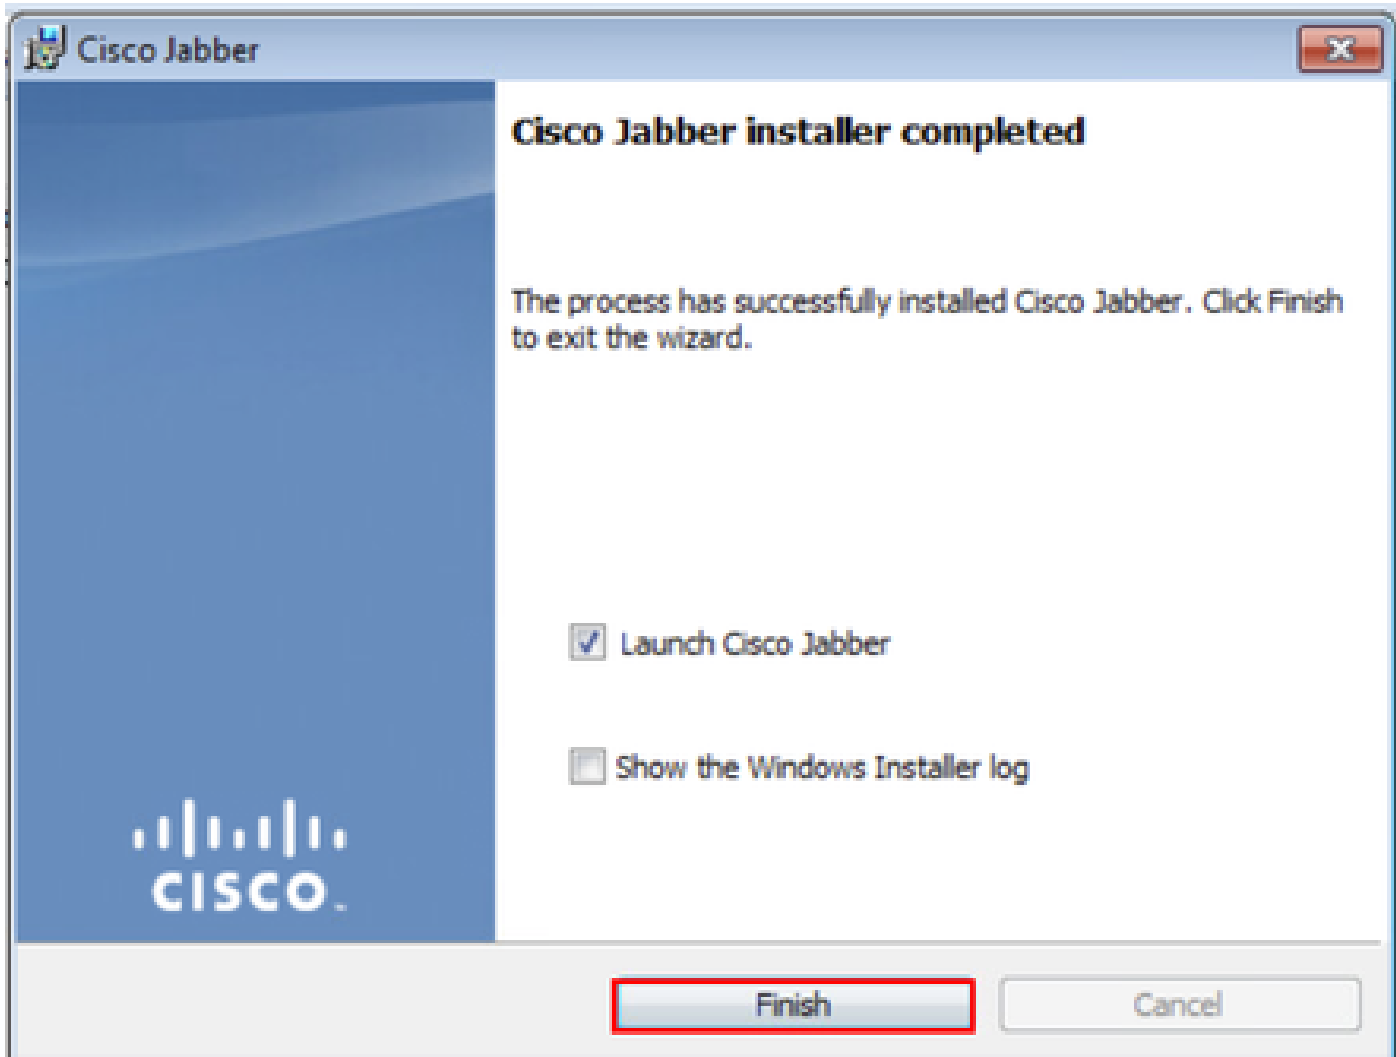 Cisco Jabber
Cisco Jabber installer completed
The process has successfully installed Cisco Jabber. Click Finish
to exit the wizard.
Launch Cisco Jabber
Show the Windows Installer log
CISCO
Finish
Cancel